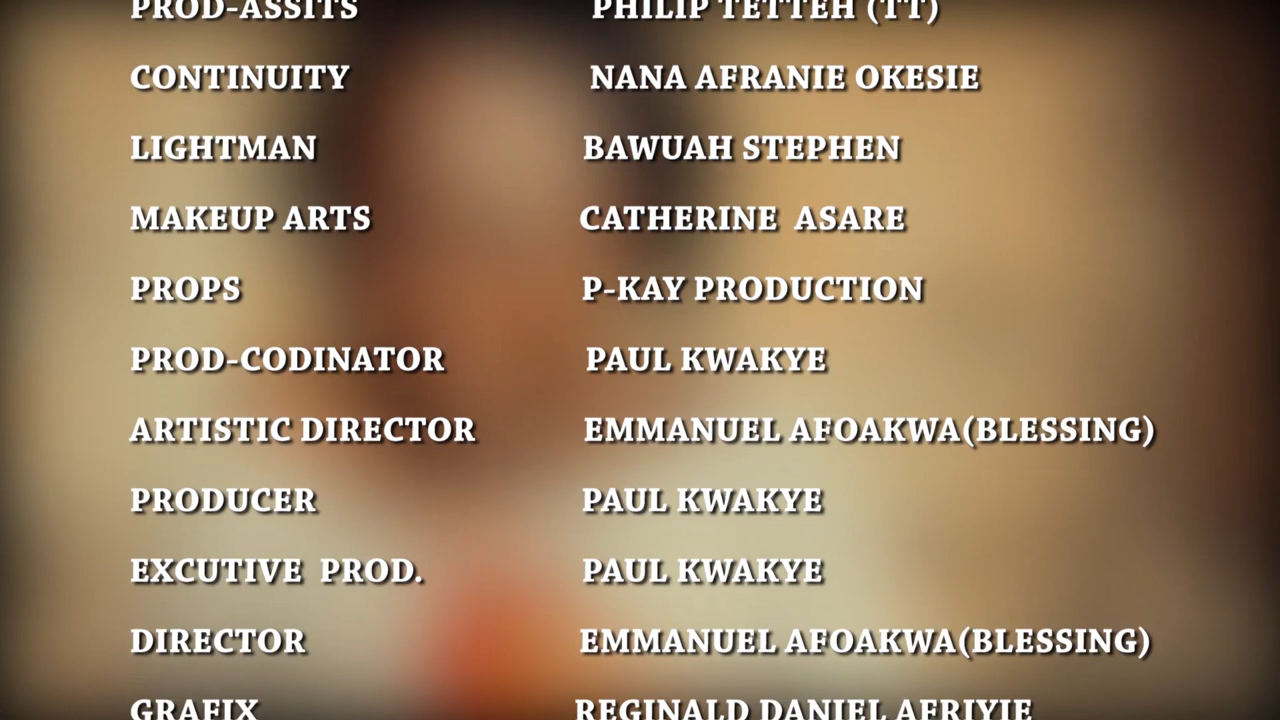 PROD-ASSITS PHILIP TETTEH (TT)
CONTINUITY NANA AFRANIE OKESIE
LIGHTMAN BAWUAH STEPHEN
MAKEUP ARTS CATHERINE ASARE
PROPS P-KAY PRODUCTION
PROD-CODINATOR PAUL KWAKYE
ARTISTIC DIRECTOR EMMANUEL AFOAKWA(BLESSING)
PRODUCER PAUL KWAKYE
EXCUTIVE PROD. PAUL KWAKYE
DIRECTOR EMMANUEL AFOAKWA(BLESSING)
GRAFIX REGINALD DANIEL AFRIYIE